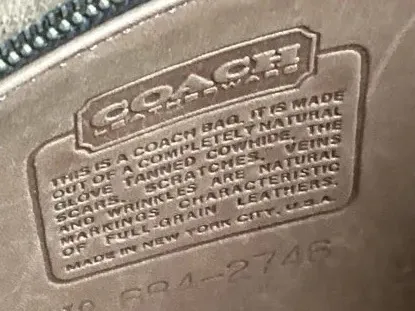 COACH
LEATHERWARE
THIS IS A COACH BAG. IT IS MADE
OUT OF A COMPLETELY NATURAL
GLOVE TANNED COWHIDE. THE
SCARS, SCRATCHES, VEINS
AND WRINKLES ARE NATURAL
MARKINGS CHARACTERISTIC
OF FULL-GRAIN LEATHERS.
MADE IN NEW YORK CITY, U.S.A.
684-2746